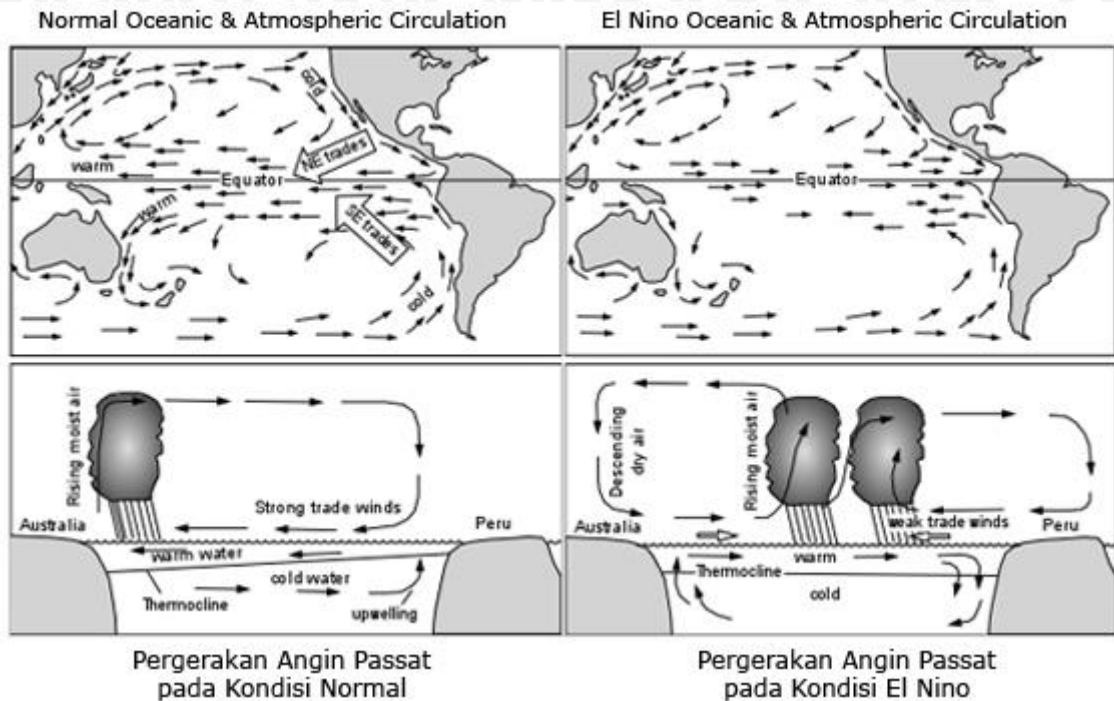 Normal Oceanic & Atmospheric Circulation
cold
warm
NE trades
Equator
warm
SE trades
cold
Rising moist air
Strong trade winds
Australia
Peru
warm water
cold water
Thermocline
upwelling
Pergerakan Angin Passat
pada Kondisi Normal
El Nino Oceanic & Atmospheric Circulation
Equator
Descending
dry air
Rising moist air
Australia
weak trade winds
Peru
warm
Thermocline
cold
Pergerakan Angin Passat
pada Kondisi El Nino